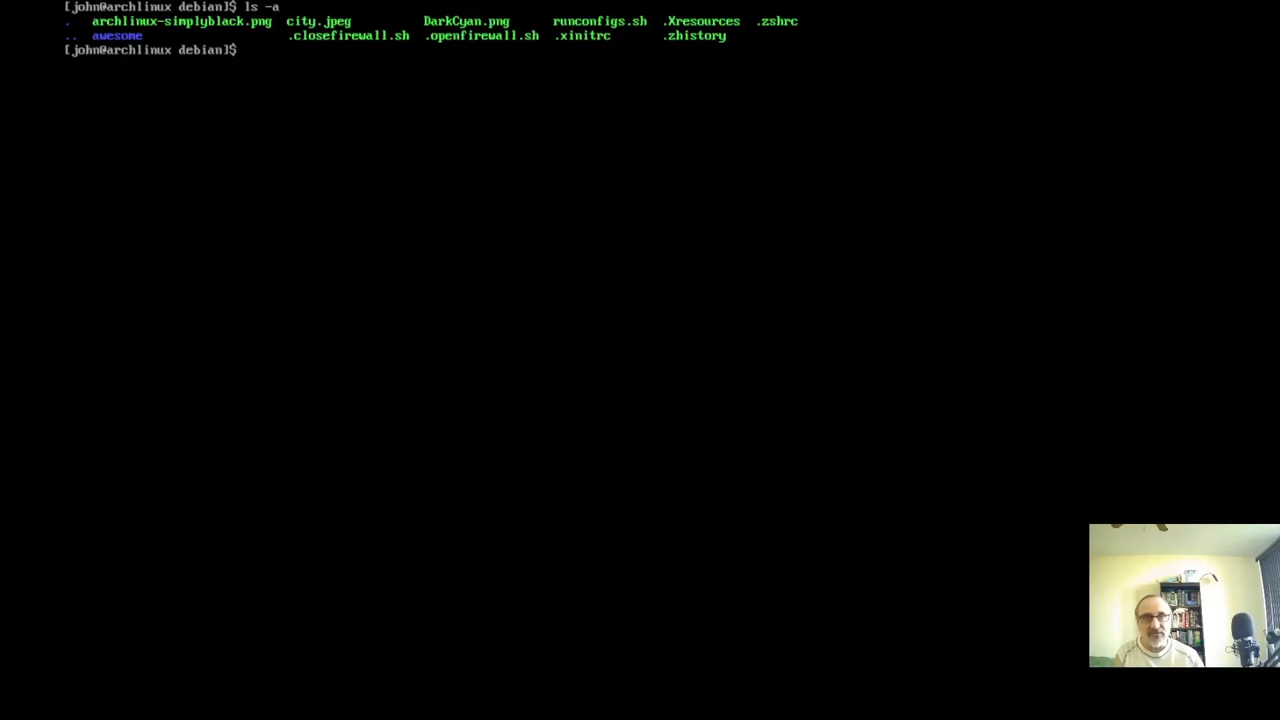 [john@archlinux debian]$ ls -a
.   archlinux-simplyblack.png  city.jpeg          DarkCyan.png      runconfigs.sh  .Xresources  .zshrc
..  awesome                    .closefirewall.sh  .openfirewall.sh  .xinitrc       .zhistory
[john@archlinux debian]$